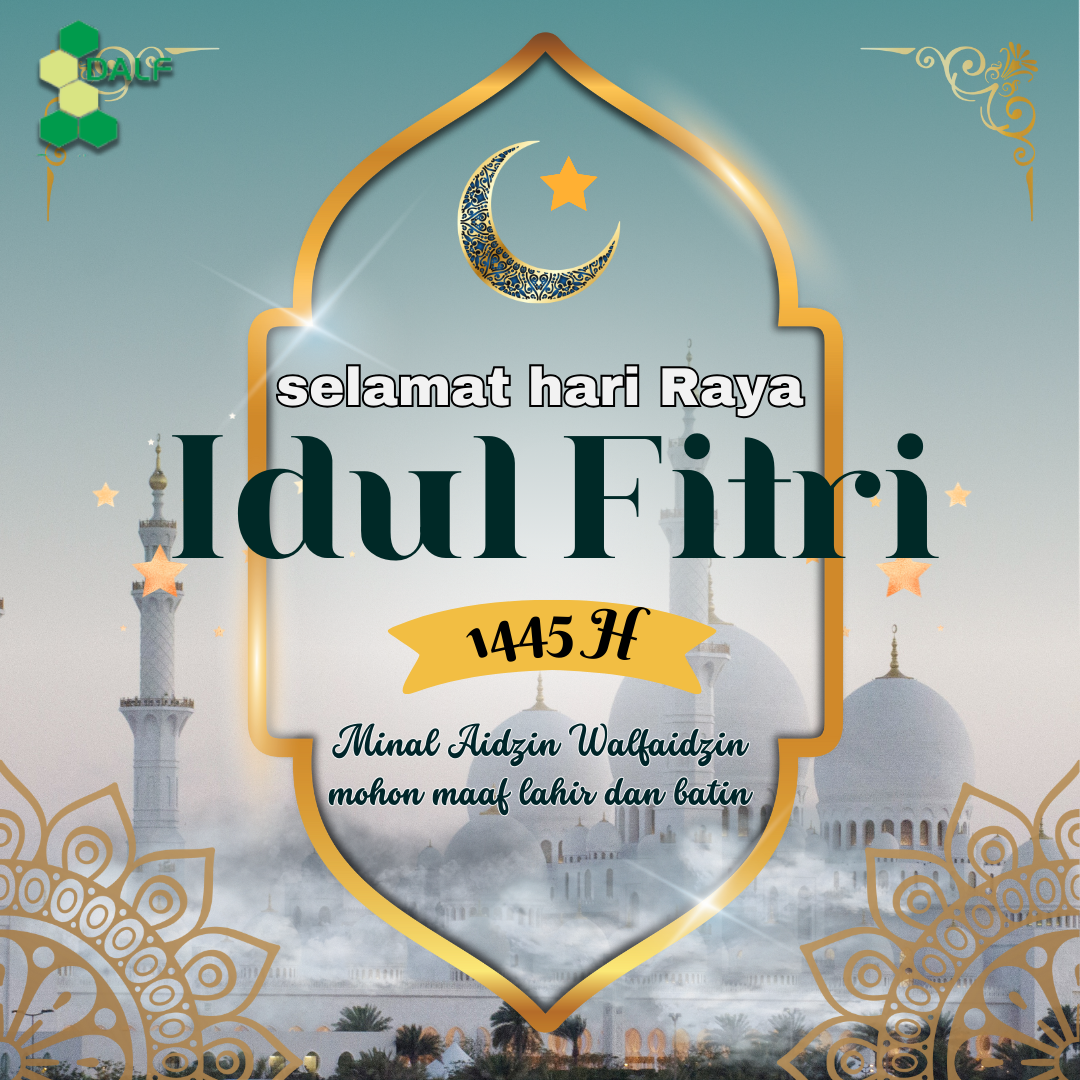 DALF
selamat hari Raya
Idul Fitri
1445 H
Minal Aidzin Walfaidzin
mohon maaf lahir dan batin